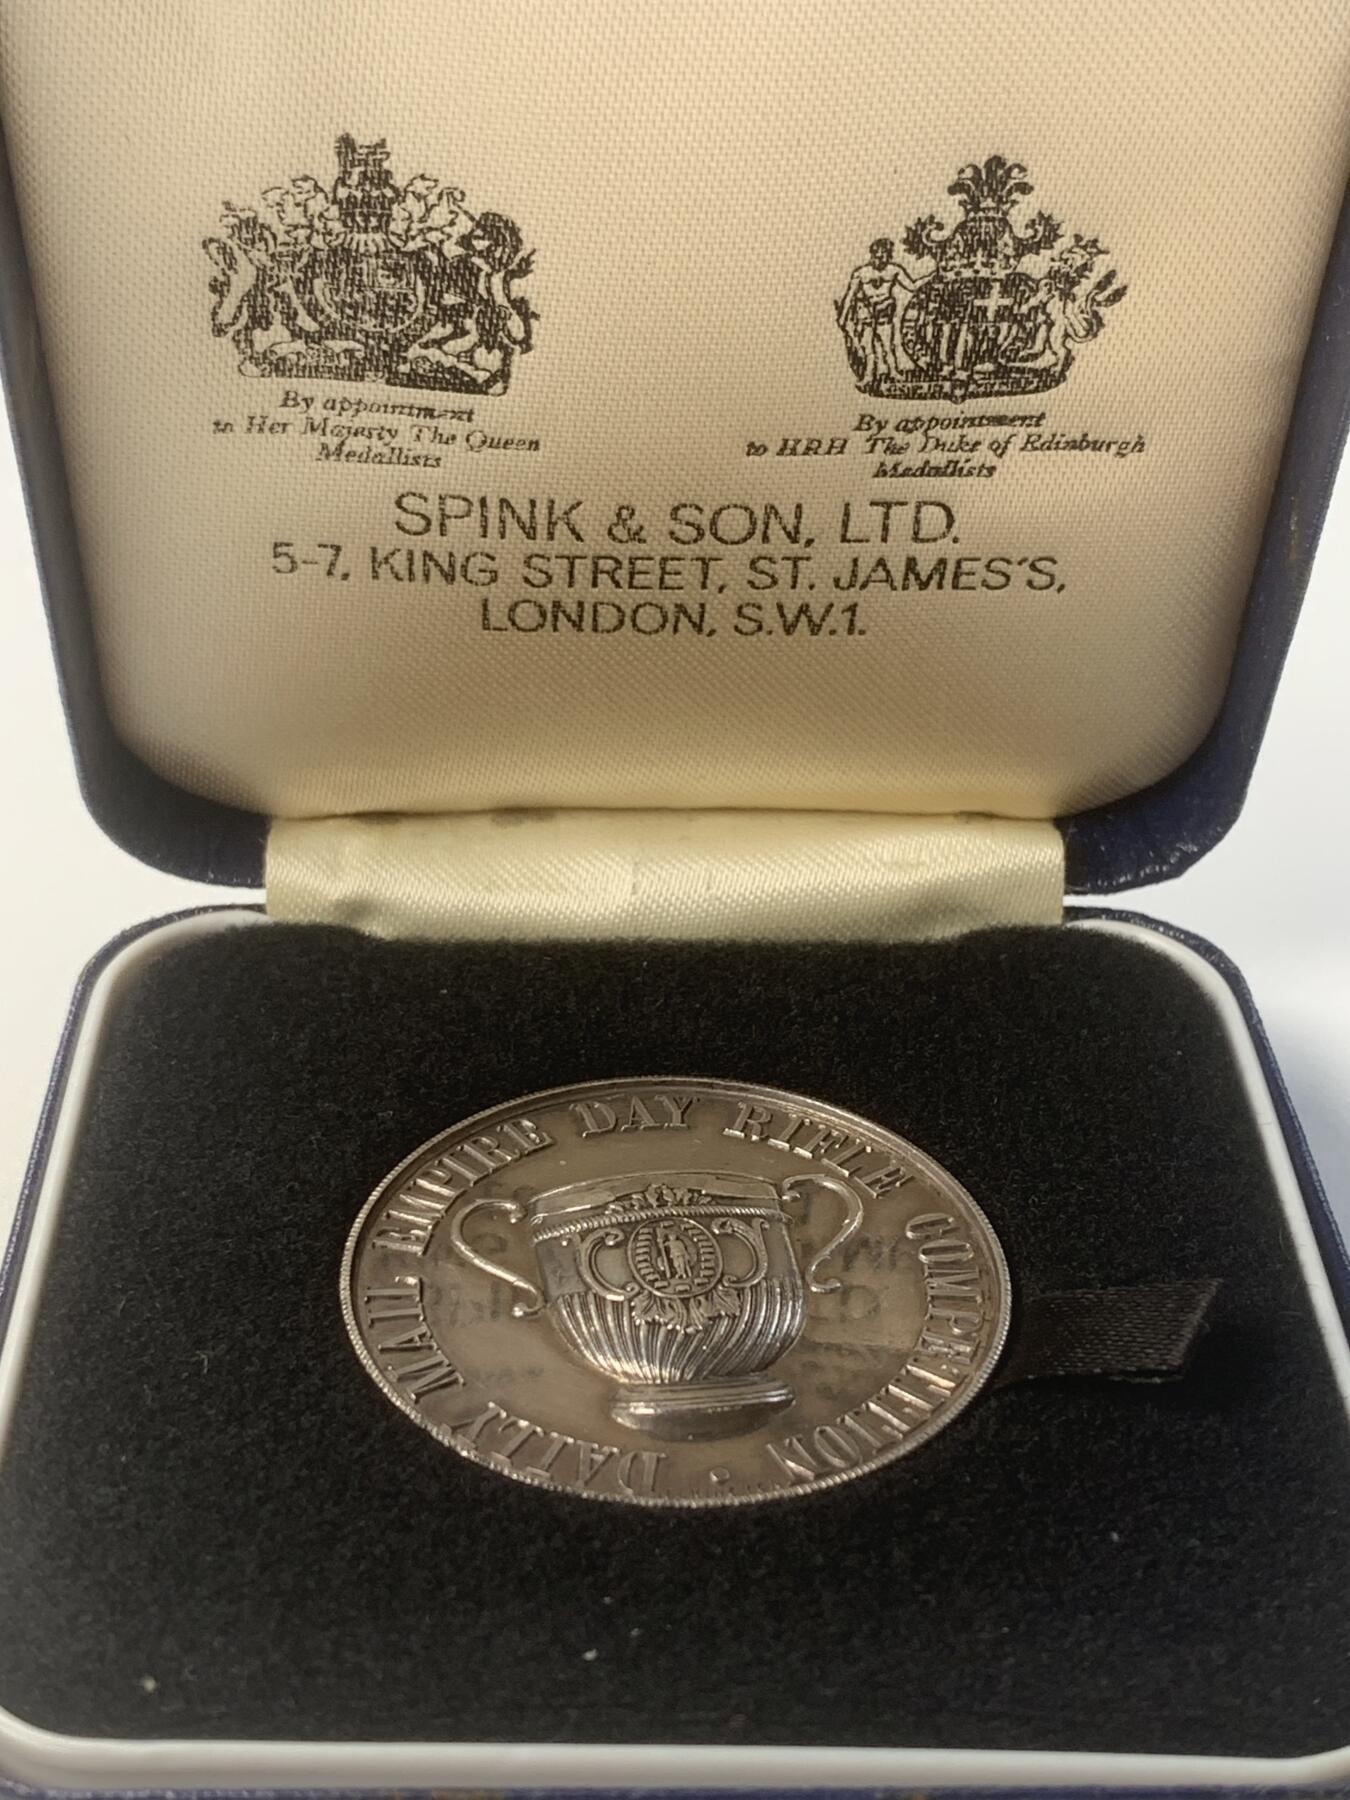 By appointment
to Her Majesty The Queen
Medallists
By appointment
to HRH The Duke of Edinburgh
Medallists
SPINK & SON, LTD.
5-7, KING STREET, ST. JAMES'S,
LONDON, S.W.1.
DAILY MAIL EMPIRE DAY RIFLE COMPETITION ·